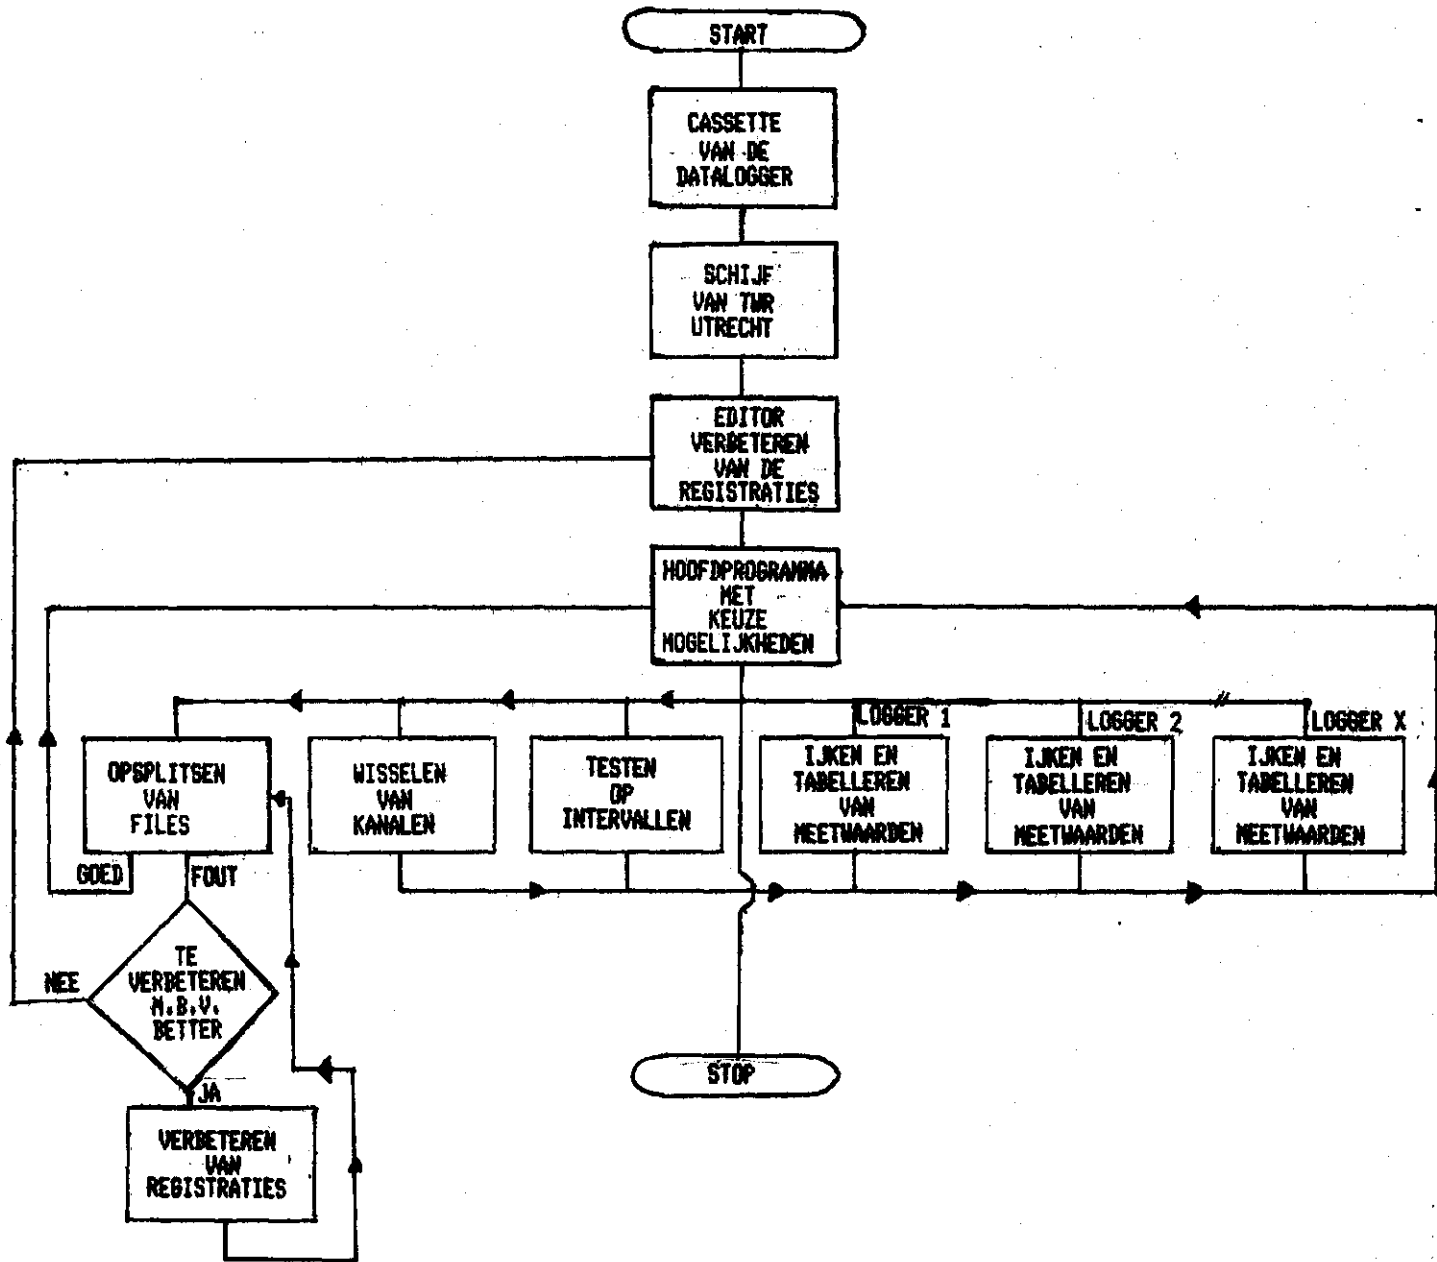 START
CASSETTE
VAN DE
DATALOGGER
SCHIJF
VAN TWR
UTRECHT
EDITOR
VERBETEREN
VAN DE
REGISTRATIES
HOOFDPROGRAMMA
MET
KEUZE
MOGELIJKHEDEN
LOGGER 1
LOGGER 2
LOGGER X
OPSPLITSEN
VAN
FILES
WISSELEN
VAN
KANALEN
TESTEN
OP
INTERVALLEN
IJKEN EN
TABELLEREN
VAN
MEETWAARDEN
IJKEN EN
TABELLEREN
VAN
MEETWAARDEN
IJKEN EN
TABELLEREN
VAN
MEETWAARDEN
GOED
FOUT
TE
VERBETEREN
M.B.V.
BETTER
NEE
JA
VERBETEREN
VAN
REGISTRATIES
STOP